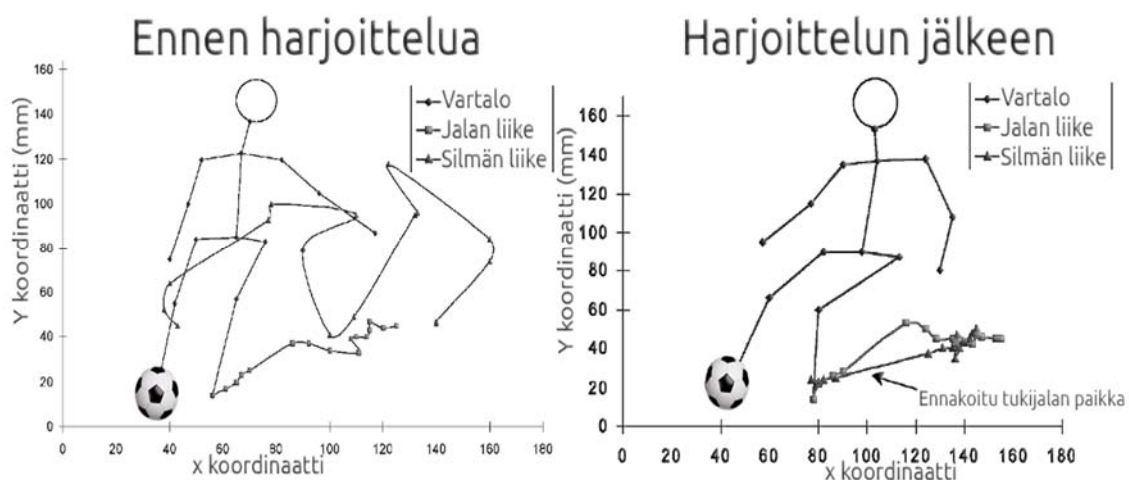 Ennen harjoittelua
Harjoittelun jälkeen
Vartalo
Jalan liike
Silmän liike
Y koordinaatti (mm)
160
140
120
100
80
60
40
20
0
0
40
60
80
100
120
140
160
180
x koordinaatti
Vartalo
Jalan liike
Silmän liike
Y koordinaatti (mm)
160
140
120
100
80
60
40
20
0
Ennakoitu tukijalan paikka
0
20
40
60
80
100
120
140
160
180
x koordinaatti